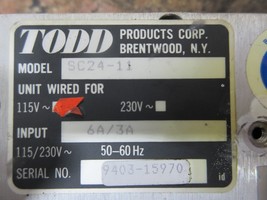 TODD PRODUCTS CORP.
BRENTWOOD, N.Y.
MODEL SC24-11
UNIT WIRED FOR
115V~ 230V~
INPUT 6A/3A
115/230V~ 50-60 Hz
SERIAL NO. 9403-15970
id